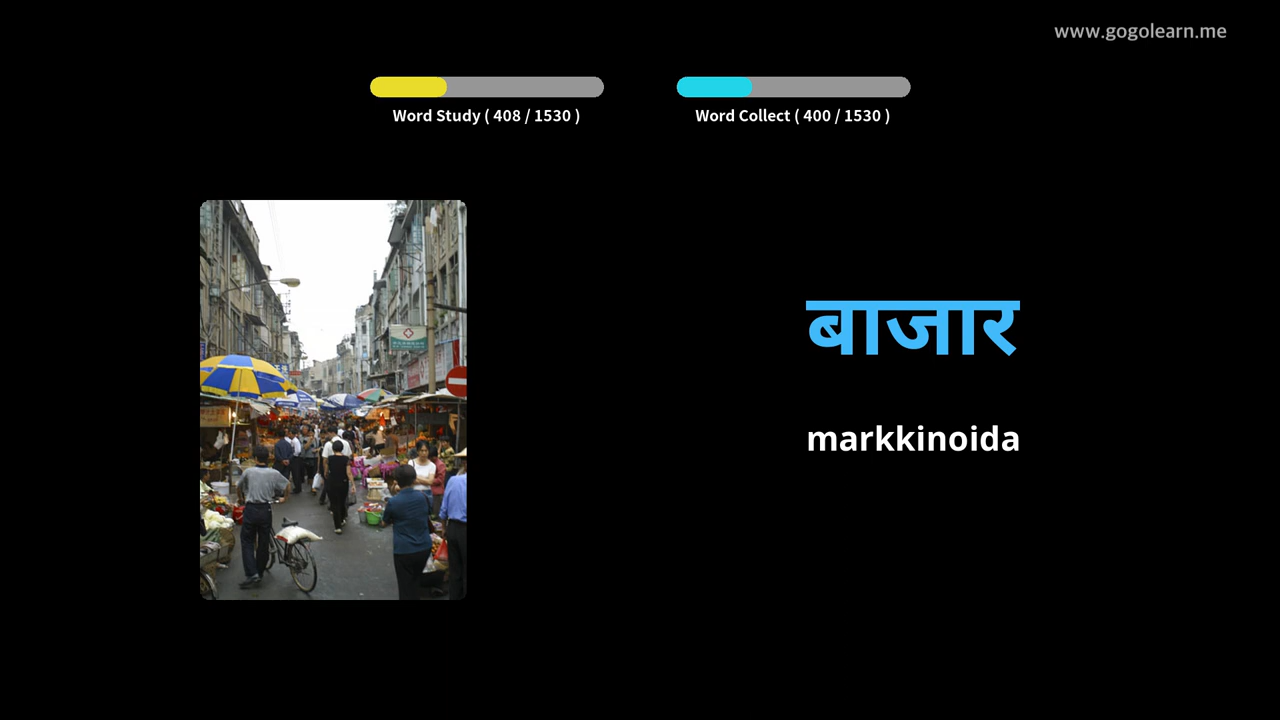 www.gogolearn.me
Word Study ( 408 / 1530 )
Word Collect ( 400 / 1530 )
बाजार
markkinoida